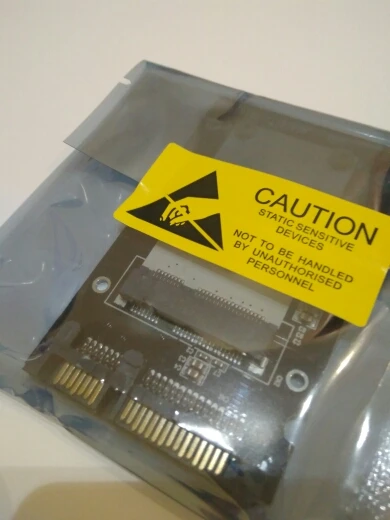 CAUTION
STATIC SENSITIVE
DEVICES
NOT TO BE HANDLED
BY UNAUTHORISED
PERSONNEL